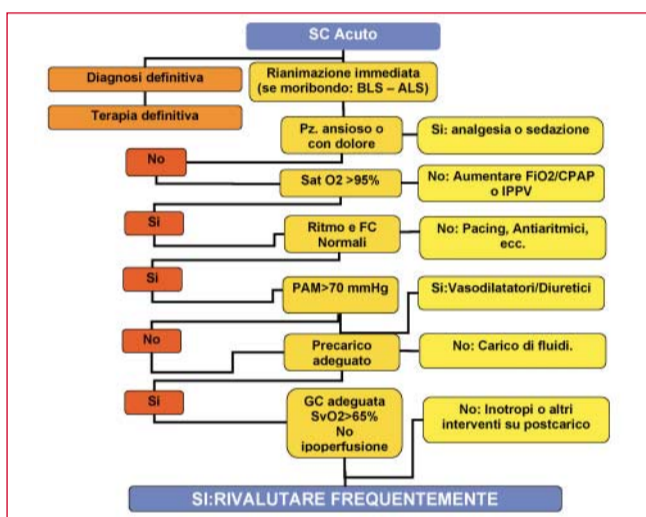 SC Acuto
Diagnosi definitiva
Rianimazione immediata
(se moribondo: BLS – ALS)
Terapia definitiva
Pz. ansioso o
con dolore
Si: analgesia o sedazione
No
Sat O2 >95%
No: Aumentare FiO2/CPAP
o IPPV
Si
Ritmo e FC
Normali
No: Pacing, Antiaritmici,
ecc.
Si
PAM>70 mmHg
Si:Vasodilatatori/Diuretici
No
Precarico
adeguato
No: Carico di fluidi.
Si
GC adeguata
SvO2>65%
No
ipoperfusione
No: Inotropi o altri
interventi su postcarico
SI:RIVALUTARE FREQUENTEMENTE